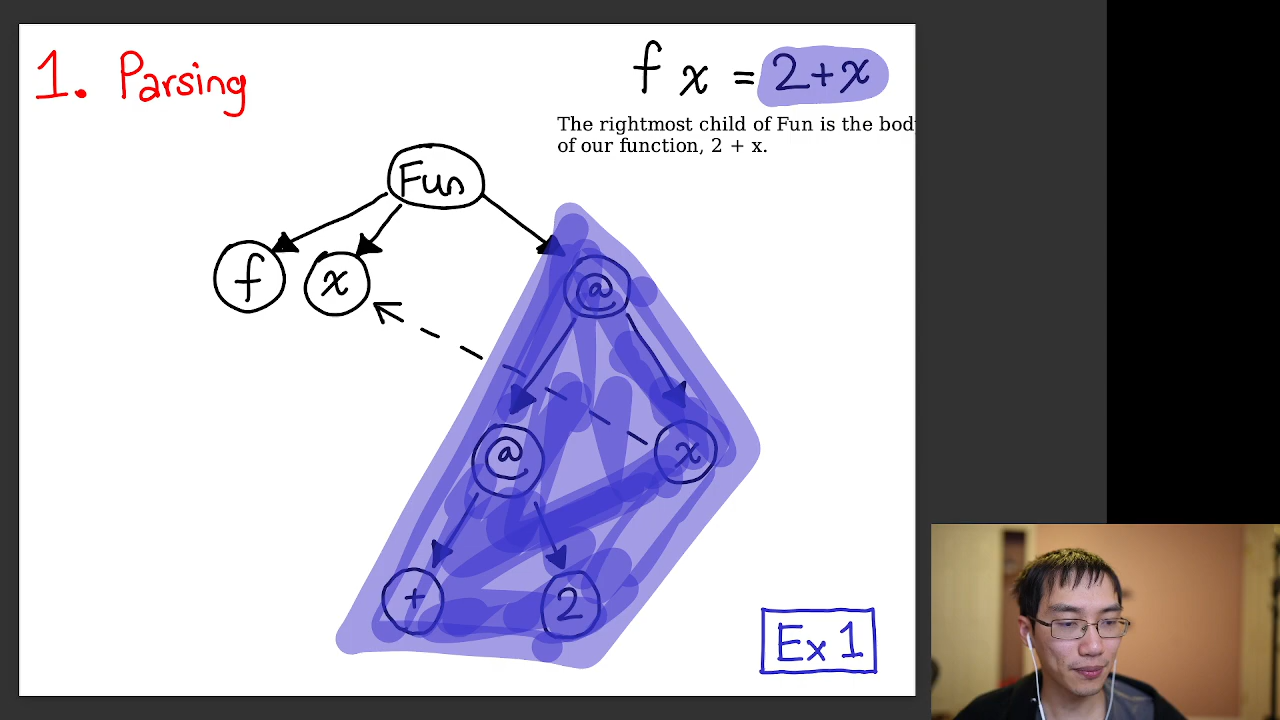 1. Parsing
f x = 2+x
The rightmost child of Fun is the bod
of our function, 2 + x.
Fun
f x @
@ x
+ 2
Ex 1